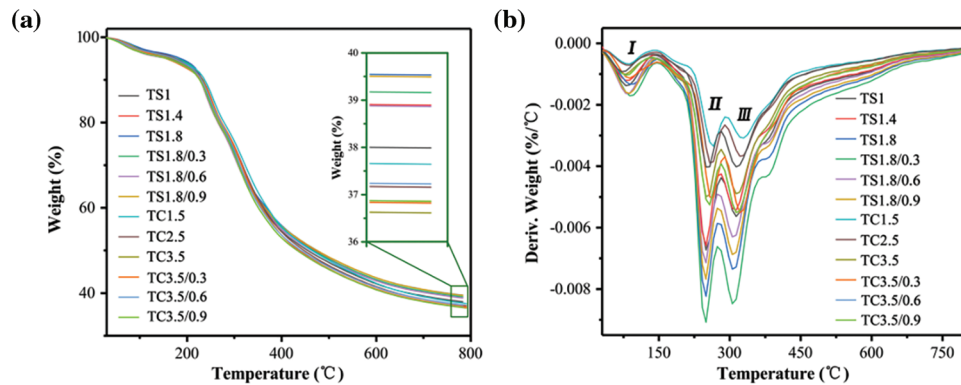 (a)
Weight (%)
100
80
60
40
0
200
400
600
800
Temperature (℃)
TS1
TS1.4
TS1.8
TS1.8/0.3
TS1.8/0.6
TS1.8/0.9
TC1.5
TC2.5
TC3.5
TC3.5/0.3
TC3.5/0.6
TC3.5/0.9
Weight (%)
40
39
38
37
36
(b)
Deriv. Weight (%/℃)
0.000
-0.002
-0.004
-0.006
-0.008
150
300
450
600
750
Temperature (℃)
I
II
III
TS1
TS1.4
TS1.8
TS1.8/0.3
TS1.8/0.6
TS1.8/0.9
TC1.5
TC2.5
TC3.5
TC3.5/0.3
TC3.5/0.6
TC3.5/0.9